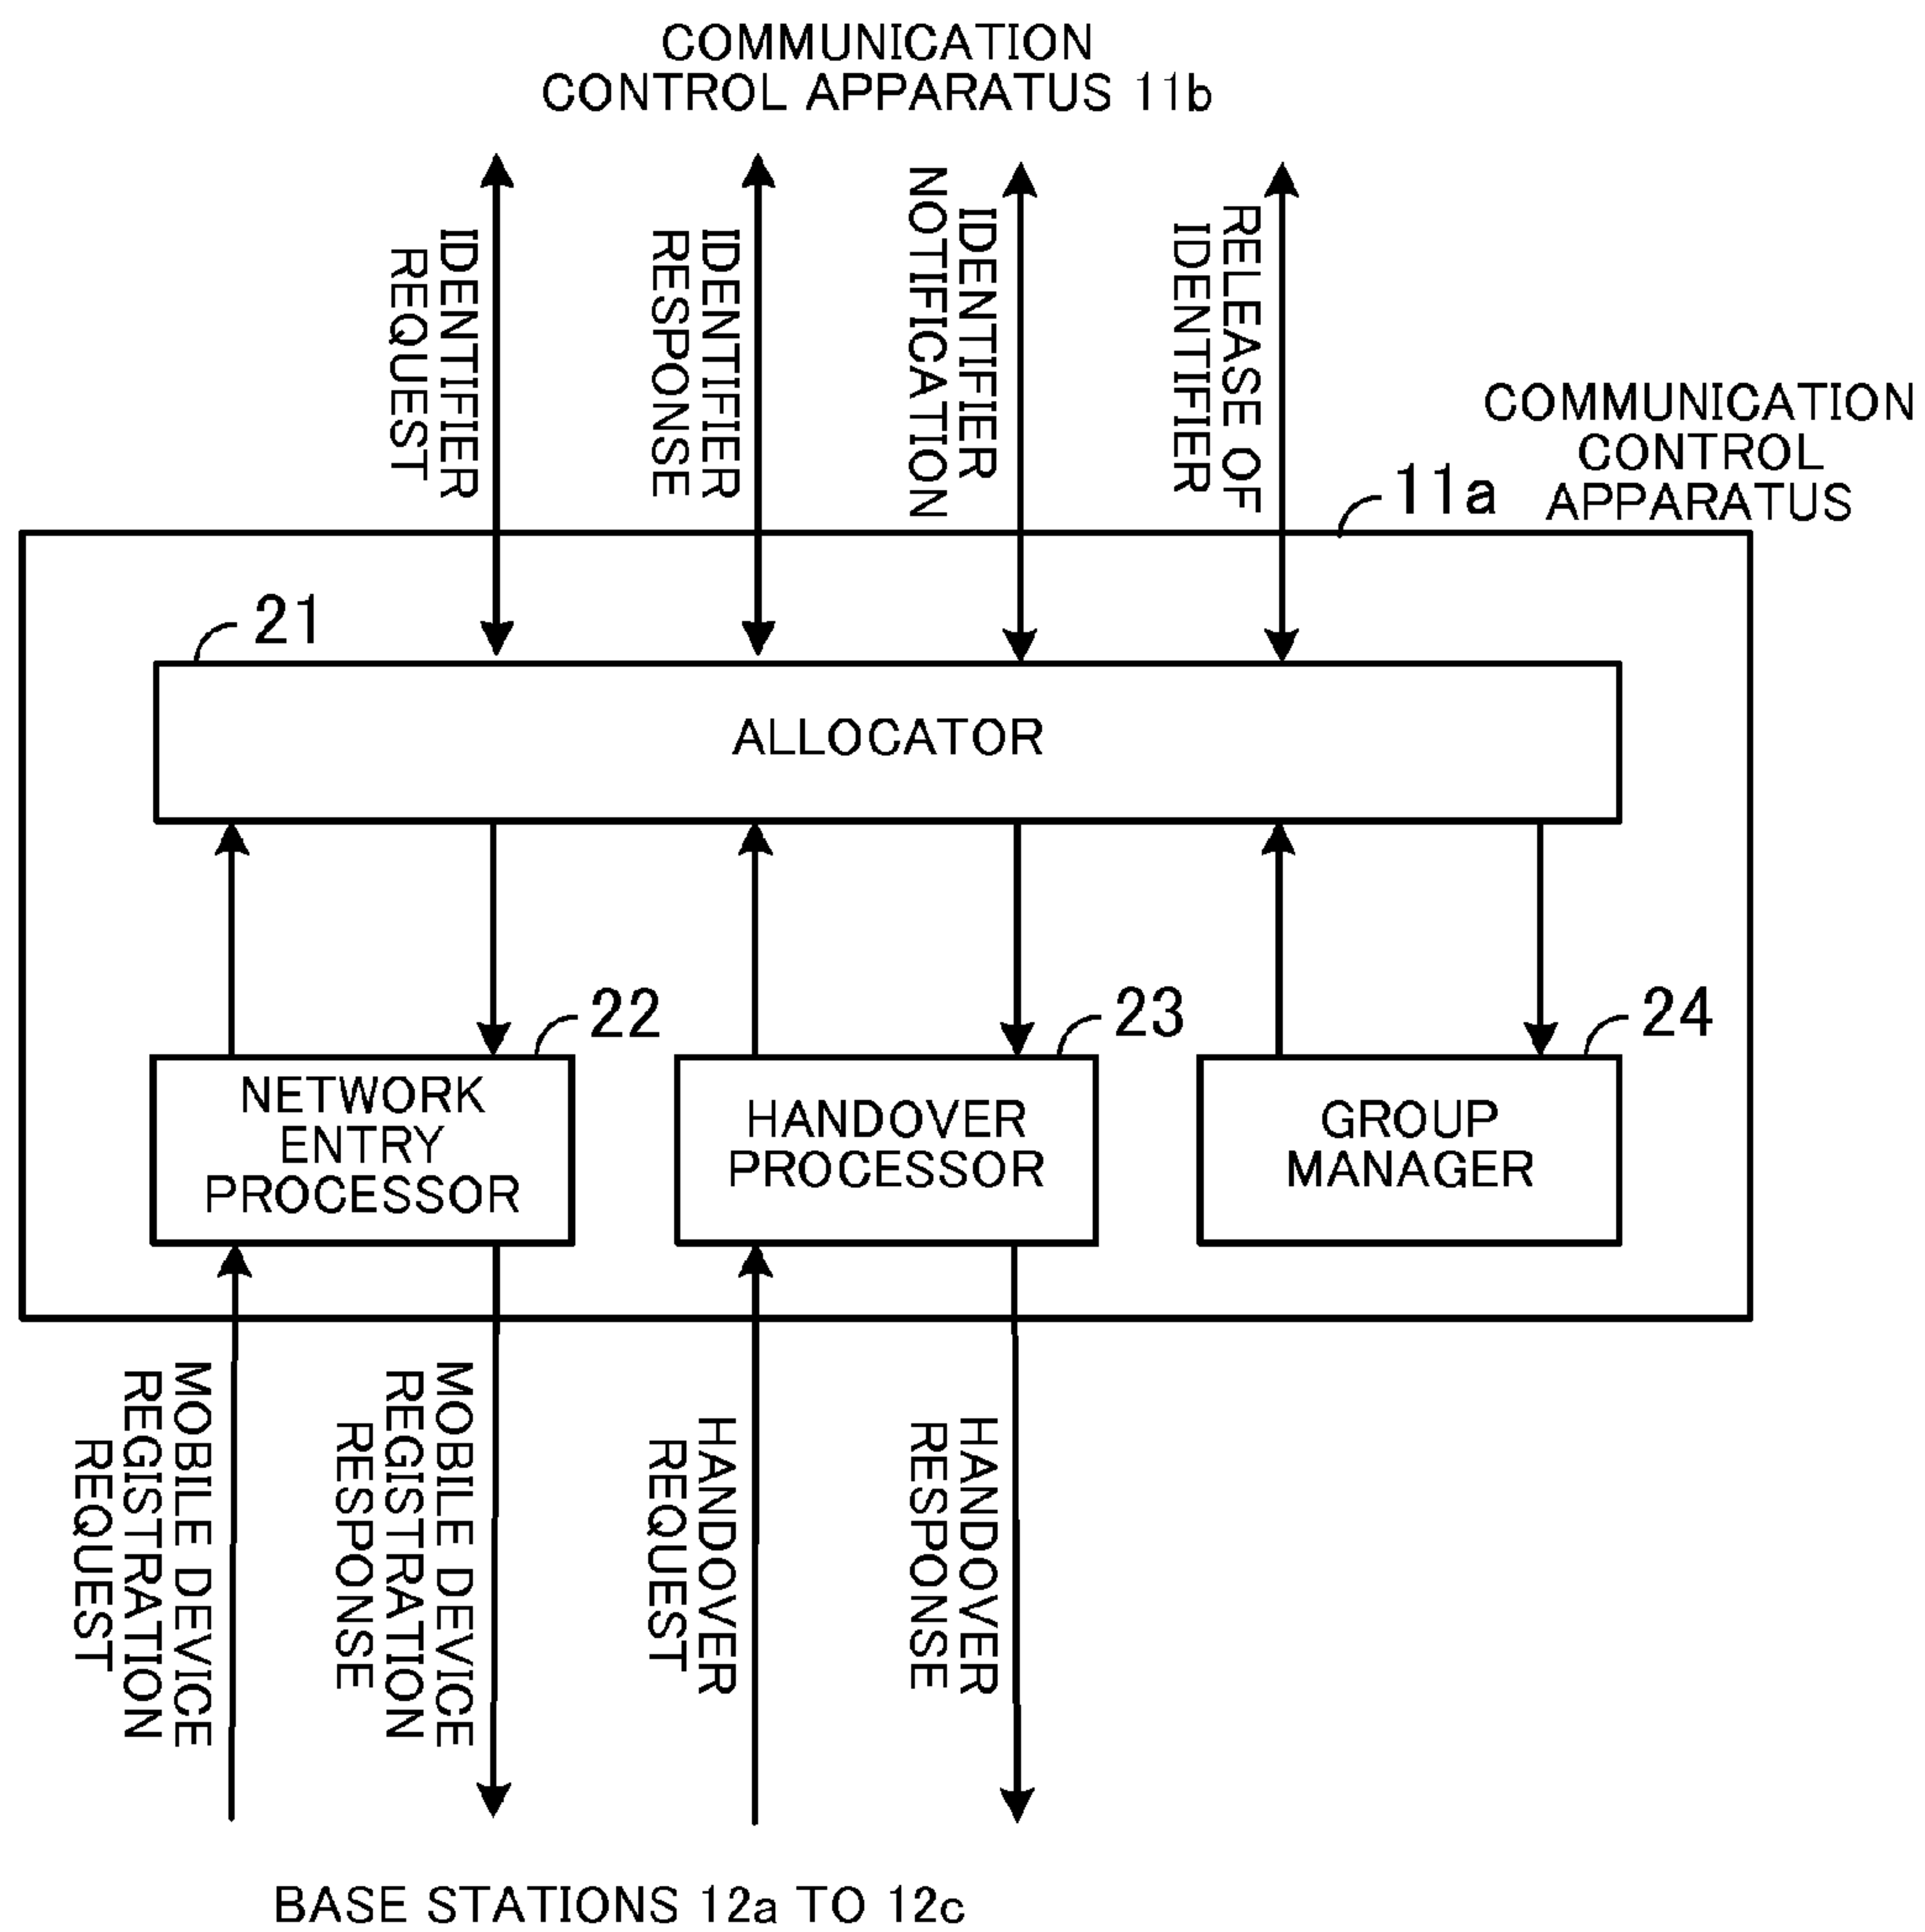 COMMUNICATION
CONTROL APPARATUS 11b
IDENTIFIER
REQUEST
IDENTIFIER
RESPONSE
IDENTIFIER
NOTIFICATION
RELEASE OF
IDENTIFIER
COMMUNICATION
CONTROL
APPARATUS
11a
21
ALLOCATOR
22
23
24
NETWORK
ENTRY
PROCESSOR
HANDOVER
PROCESSOR
GROUP
MANAGER
MOBILE DEVICE
REGISTRATION
REQUEST
MOBILE DEVICE
REGISTRATION
RESPONSE
HANDOVER
REQUEST
HANDOVER
RESPONSE
BASE STATIONS 12a TO 12c